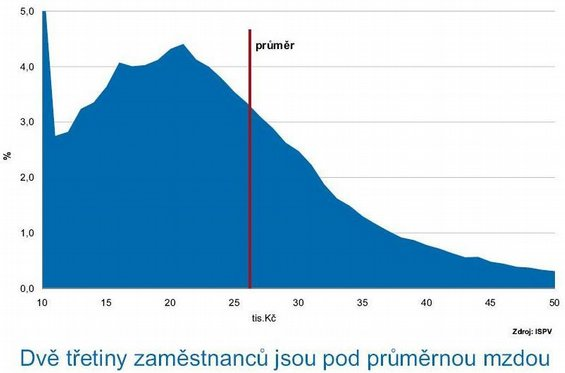 5,0
průměr
4,0
3,0
%
2,0
1,0
0,0
10 15 20 25 30 35 40 45 50
tis.Kč
Zdroj: ISPV
Dvě třetiny zaměstnanců jsou pod průměrnou mzdou